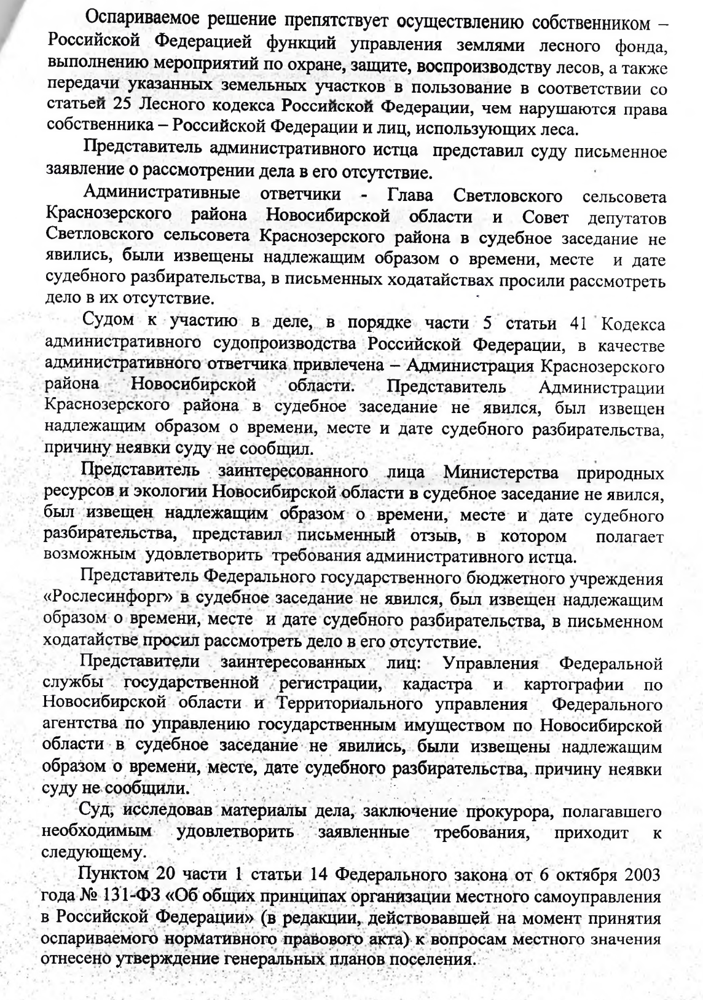 Оспариваемое решение препятствует осуществлению собственником –
Российской Федерацией функций управления землями лесного фонда,
выполнению мероприятий по охране, защите, воспроизводству лесов, а также
передачи указанных земельных участков в пользование в соответствии со
статьей 25 Лесного кодекса Российской Федерации, чем нарушаются права
собственника – Российской Федерации и лиц, использующих леса.
Представитель административного истца представил суду письменное
заявление о рассмотрении дела в его отсутствие.
Административные ответчики - Глава Светловского сельсовета
Краснозерского района Новосибирской области и Совет депутатов
Светловского сельсовета Краснозерского района в судебное заседание не
явились, были извещены надлежащим образом о времени, месте и дате
судебного разбирательства, в письменных ходатайствах просили рассмотреть
дело в их отсутствие.
Судом к участию в деле, в порядке части 5 статьи 41 Кодекса
административного судопроизводства Российской Федерации, в качестве
административного ответчика привлечена – Администрация Краснозерского
района Новосибирской области. Представитель Администрации
Краснозерского района в судебное заседание не явился, был извещен
надлежащим образом о времени, месте и дате судебного разбирательства,
причину неявки суду не сообщил.
Представитель заинтересованного лица Министерства природных
ресурсов и экологии Новосибирской области в судебное заседание не явился,
был извещен надлежащим образом о времени, месте и дате судебного
разбирательства, представил письменный отзыв, в котором полагает
возможным удовлетворить требования административного истца.
Представитель Федерального государственного бюджетного учреждения
«Рослесинфорг» в судебное заседание не явился, был извещен надлежащим
образом о времени, месте и дате судебного разбирательства, в письменном
ходатайстве просил рассмотреть дело в его отсутствие.
Представители заинтересованных лиц: Управления Федеральной
службы государственной регистрации, кадастра и картографии по
Новосибирской области и Территориального управления Федерального
агентства по управлению государственным имуществом по Новосибирской
области в судебное заседание не явились, были извещены надлежащим
образом о времени, месте, дате судебного разбирательства, причину неявки
суду не сообщили.
Суд, исследовав материалы дела, заключение прокурора, полагавшего
необходимым удовлетворить заявленные требования, приходит к
следующему.
Пунктом 20 части 1 статьи 14 Федерального закона от 6 октября 2003
года № 131-ФЗ «Об общих принципах организации местного самоуправления
в Российской Федерации» (в редакции, действовавшей на момент принятия
оспариваемого нормативного правового акта) к вопросам местного значения
отнесено утверждение генеральных планов поселения.